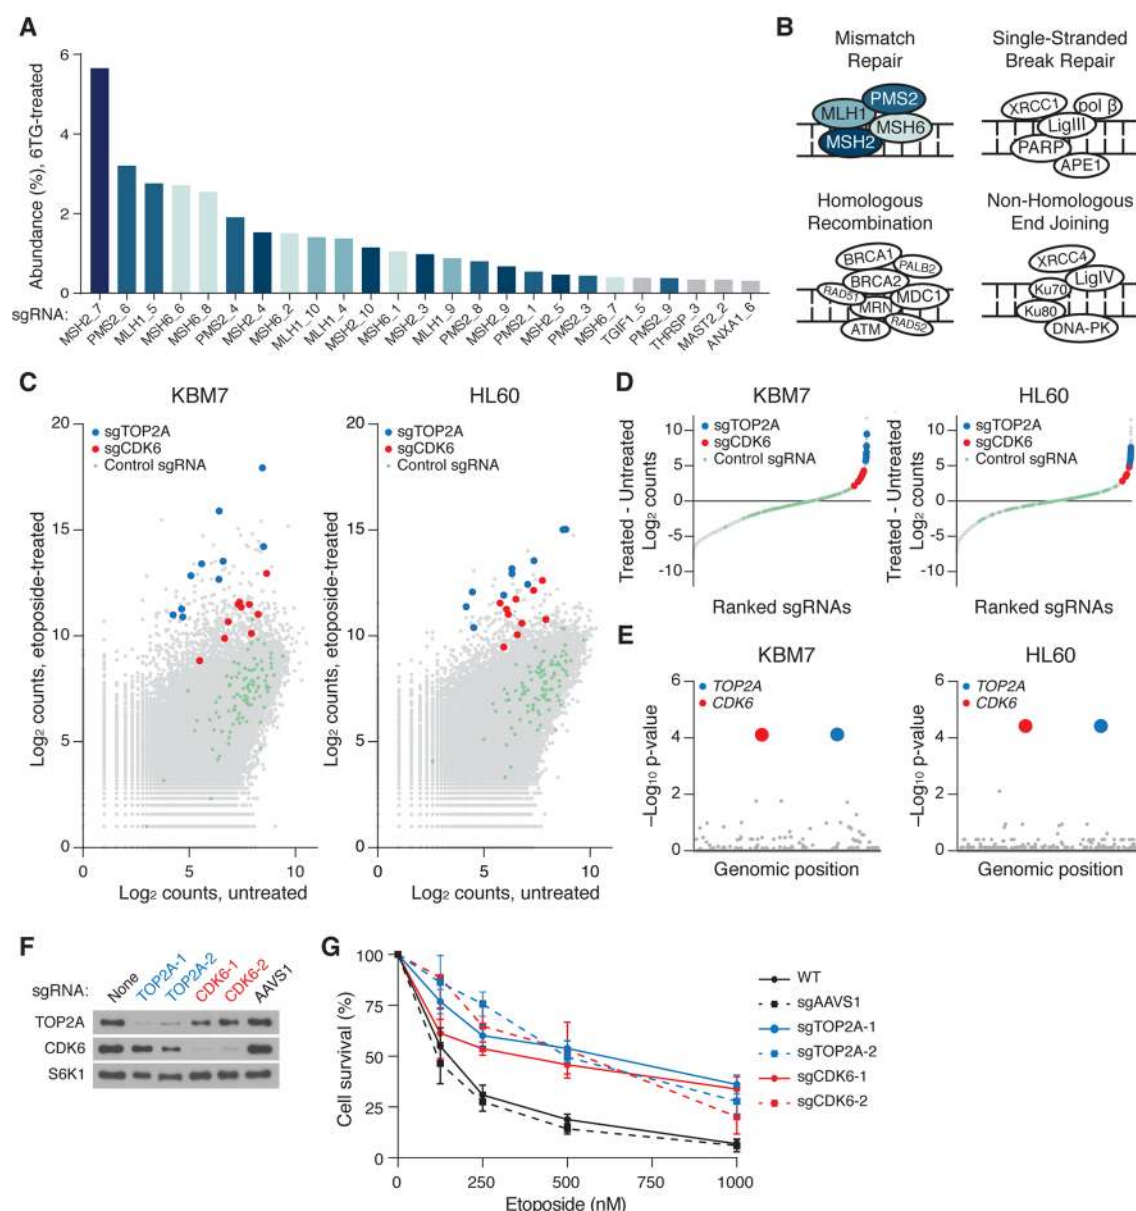 A
Abundance (%), 6TG-treated
6
4
2
0
sgRNA:
MSH2_7
PMS2_6
MLH1_5
MSH6_6
MSH6_8
PMS2_4
MSH2_4
MSH6_2
MLH1_10
MLH1_4
MSH2_10
MSH6_1
MSH2_3
MLH1_9
PMS2_8
MSH2_9
PMS2_1
MSH2_5
PMS2_3
MSH6_7
TGIF1_5
PMS2_9
THRSP_3
MAST2_2
ANXA1_6
B
Mismatch
Repair
PMS2
MLH1
MSH6
MSH2
Single-Stranded
Break Repair
XRCC1
pol β
LigIII
PARP
APE1
Homologous
Recombination
BRCA1
PALB2
BRCA2
RAD51
MDC1
MRN
ATM
RAD52
Non-Homologous
End Joining
XRCC4
LigIV
Ku70
Ku80
DNA-PK
C
KBM7
Log2 counts, etoposide-treated
20
15
10
5
0
sgTOP2A
sgCDK6
Control sgRNA
0
5
10
Log2 counts, untreated
HL60
Log2 counts, etoposide-treated
20
15
10
5
0
sgTOP2A
sgCDK6
Control sgRNA
0
5
10
Log2 counts, untreated
D
KBM7
Treated - Untreated
Log2 counts
10
5
0
-5
-10
sgTOP2A
sgCDK6
Control sgRNA
Ranked sgRNAs
HL60
Treated - Untreated
Log2 counts
10
5
0
-5
-10
sgTOP2A
sgCDK6
Control sgRNA
Ranked sgRNAs
E
KBM7
–Log10 p-value
6
4
2
0
TOP2A
CDK6
Genomic position
HL60
–Log10 p-value
6
4
2
0
TOP2A
CDK6
Genomic position
F
sgRNA:
None
TOP2A-1
TOP2A-2
CDK6-1
CDK6-2
AAVS1
TOP2A
CDK6
S6K1
G
Cell survival (%)
100
75
50
25
0
0
250
500
750
1000
Etoposide (nM)
WT
sgAAVS1
sgTOP2A-1
sgTOP2A-2
sgCDK6-1
sgCDK6-2